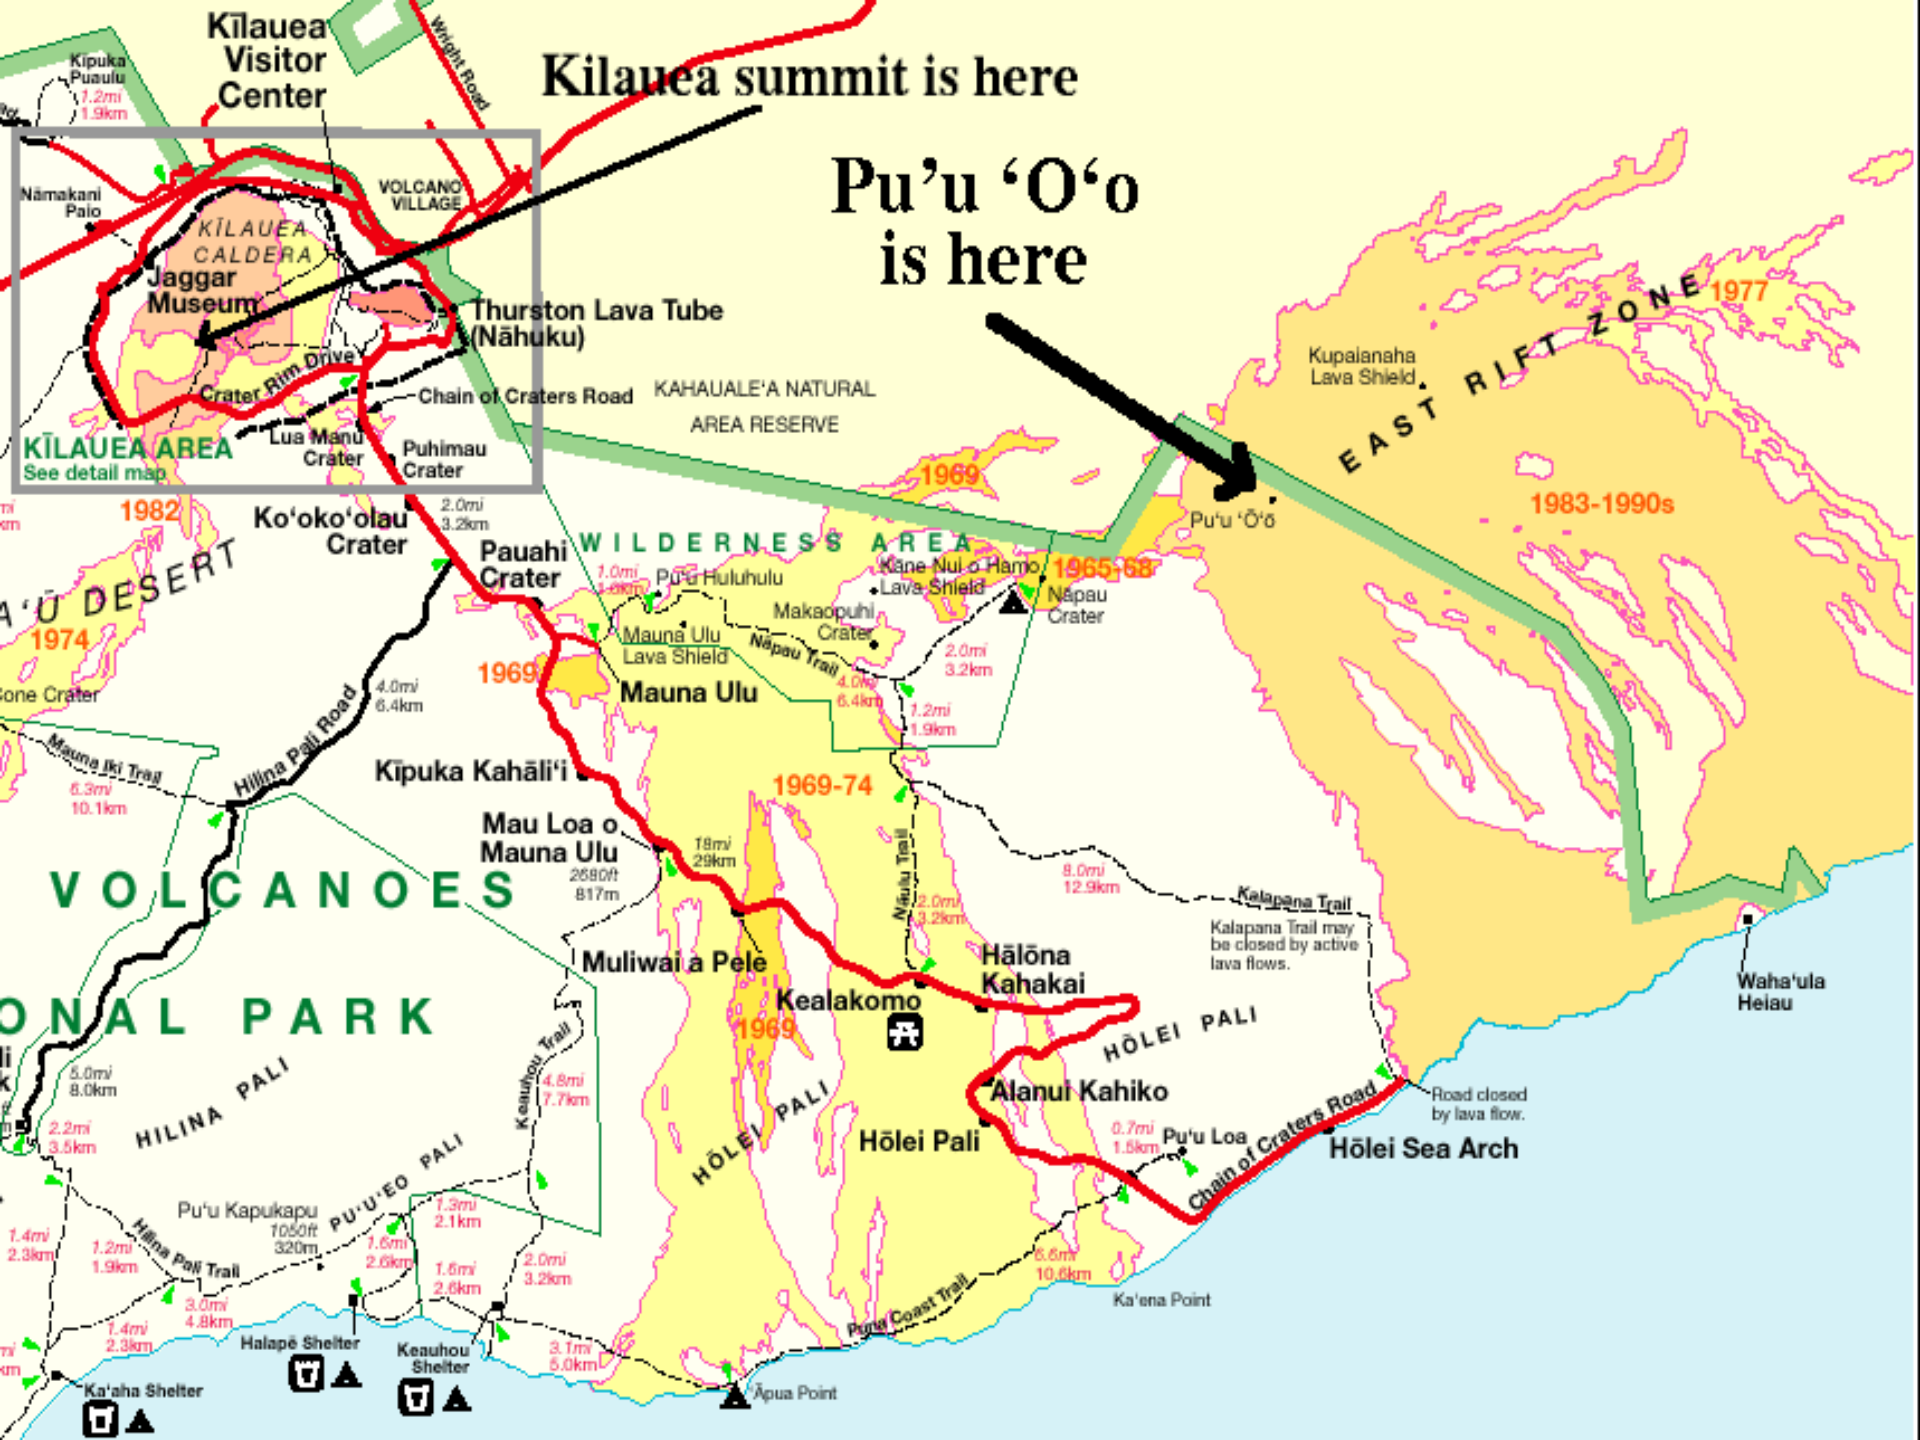 Kīlauea
Visitor
Center
Kīpuka
Puaulu
1.2mi
1.9km
Wright Road
Kilauea summit is here
Pu’u ‘O‘o
is here
Nāmakani
Paio
VOLCANO
VILLAGE
KĪLAUEA
CALDERA
Jaggar
Museum
Thurston Lava Tube
(Nāhuku)
Crater Rim Drive
Chain of Craters Road
KAHAUALE‘A NATURAL
AREA RESERVE
KĪLAUEA AREA
See detail map
Lua Manu
Crater
Puhimau
Crater
Kupaianaha
Lava Shield
EAST RIFT ZONE
1977
1969
1982
Ko‘oko‘olau
Crater
2.0mi
3.2km
1983-1990s
Pu‘u ‘Ō‘ō
WILDERNESS AREA
Pauahi
Crater
1.0mi
1.6km
Pu‘u Huluhulu
Kāne Nui o Hamo
Lava Shield
1965-68
Nāpau
Crater
Makaopuhi
Crater
A‘Ū DESERT
1974
Cone Crater
Mauna Ulu
Lava Shield
Nāpau Trail
2.0mi
3.2km
1969
Mauna Ulu
4.0mi
6.4km
4.0mi
6.4km
1.2mi
1.9km
Hilina Pali Road
Mauna Iki Trail
6.3mi
10.1km
Kīpuka Kahāli‘i
1969-74
Mau Loa o
Mauna Ulu
2680ft
817m
18mi
29km
Nāulu Trail
8.0mi
12.9km
Kalapana Trail
VOLCANOES
2.0mi
3.2km
Kalapana Trail may
be closed by active
lava flows.
Muliwai a Pele
Hālōna
Kahakai
Kealakomo
Waha‘ula
Heiau
ONAL PARK
1969
HŌLEI PALI
Keauhou Trail
4.8mi
7.7km
5.0mi
8.0km
HILINA PALI
HŌLEI PALI
Alanui Kahiko
Road closed
by lava flow.
Chain of Craters Road
2.2mi
3.5km
Hōlei Pali
0.7mi
1.5km
Pu‘u Loa
Hōlei Sea Arch
PU‘U‘EO PALI
Pu‘u Kapukapu
1050ft
320m
1.3mi
2.1km
1.4mi
2.3km
1.2mi
1.9km
Hilina Pali Trail
1.6mi
2.6km
1.6mi
2.6km
2.0mi
3.2km
6.6mi
10.6km
3.0mi
4.8km
Puna Coast Trail
Ka‘ena Point
1.4mi
2.3km
Halapē Shelter
Keauhou
Shelter
3.1mi
5.0km
Ka‘aha Shelter
‘Āpua Point